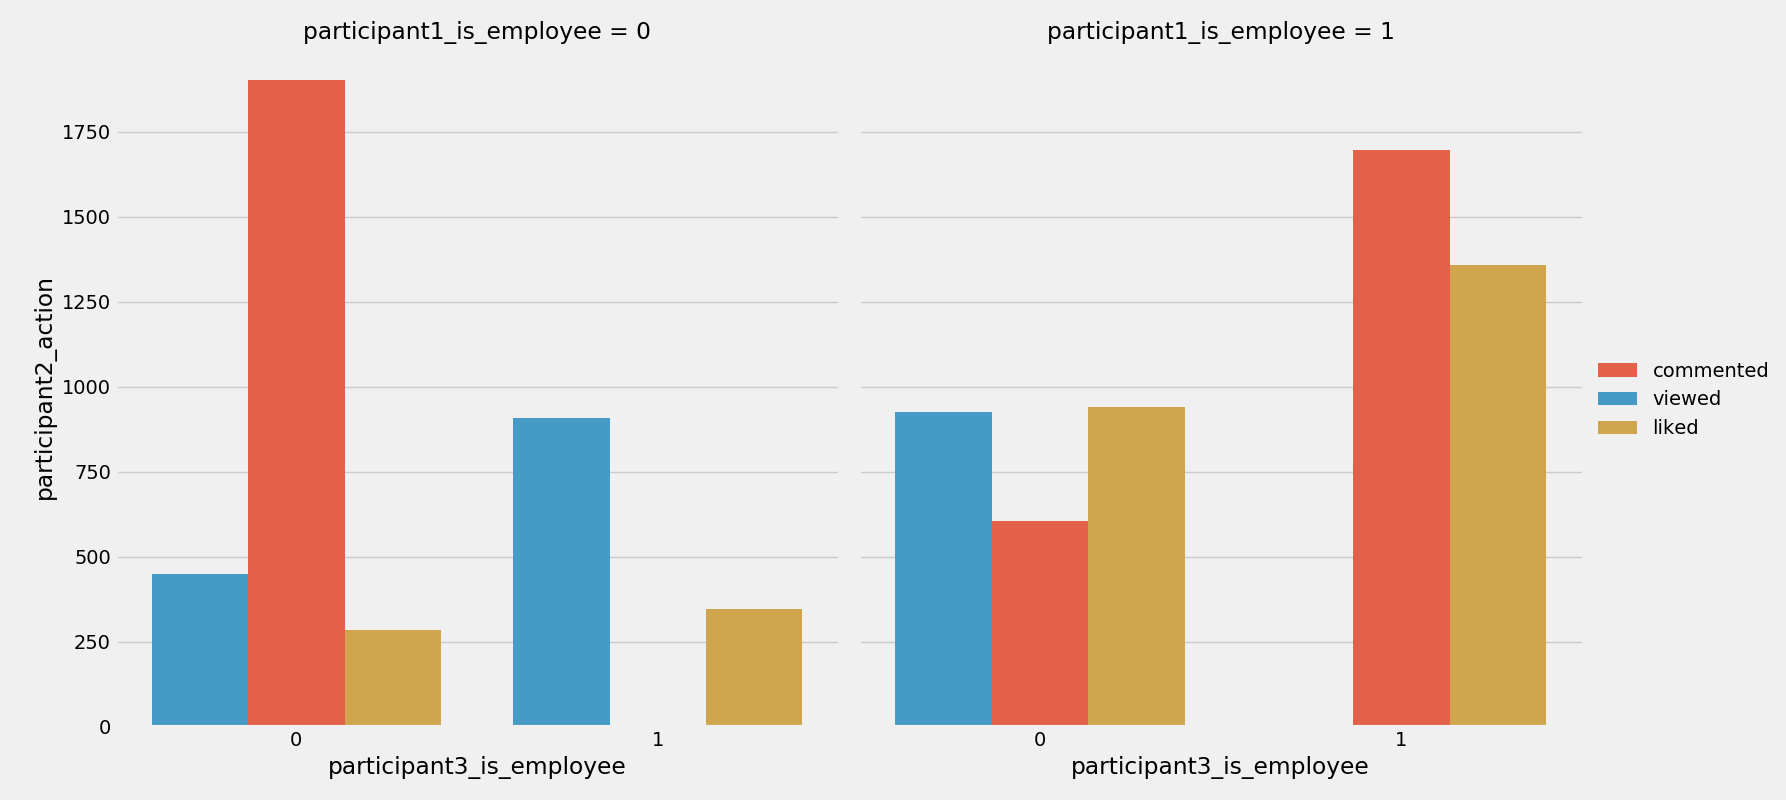 participant1_is_employee = 0
participant1_is_employee = 1
participant2_action
1750
1500
1250
1000
750
500
250
0
0
1
participant3_is_employee
0
1
participant3_is_employee
commented
viewed
liked